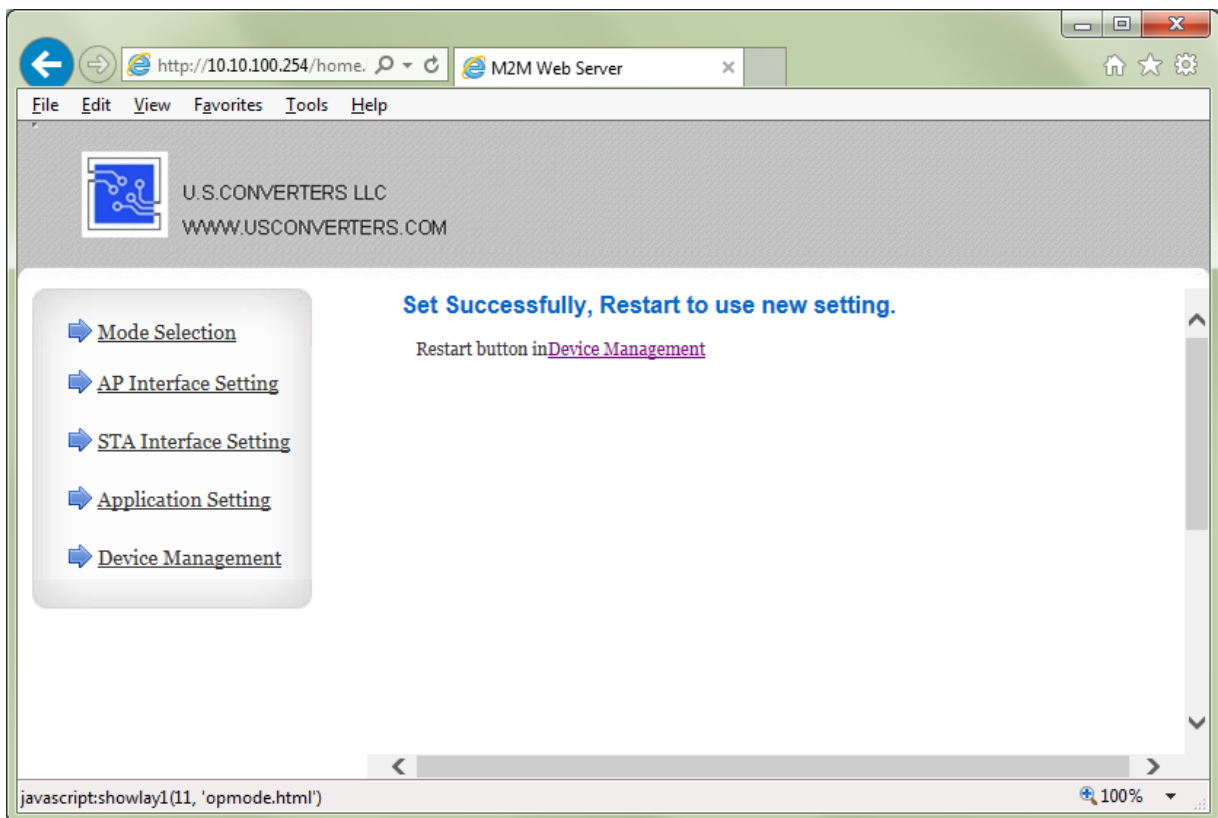 http://10.10.100.254/home.
M2M Web Server
File Edit View Favorites Tools Help
U.S.CONVERTERS LLC
WWW.USCONVERTERS.COM
Mode Selection
AP Interface Setting
STA Interface Setting
Application Setting
Device Management
Set Successfully, Restart to use new setting.
Restart button inDevice Management
javascript:showlay1(11, 'opmode.html')
100%